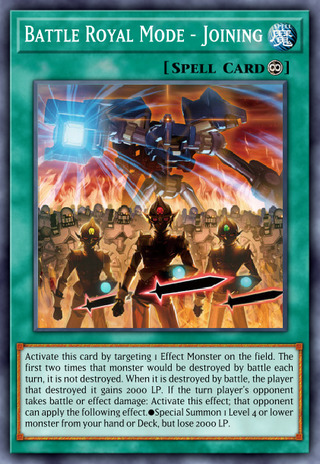 Battle Royal Mode - Joining 魔
[Spell Card]
Activate this card by targeting 1 Effect Monster on the field. The
first two times that monster would be destroyed by battle each
turn, it is not destroyed. When it is destroyed by battle, the player
that destroyed it gains 2000 LP. If the turn player's opponent
takes battle or effect damage: Activate this effect; that opponent
can apply the following effect.●Special Summon 1 Level 4 or lower
monster from your hand or Deck, but lose 2000 LP.